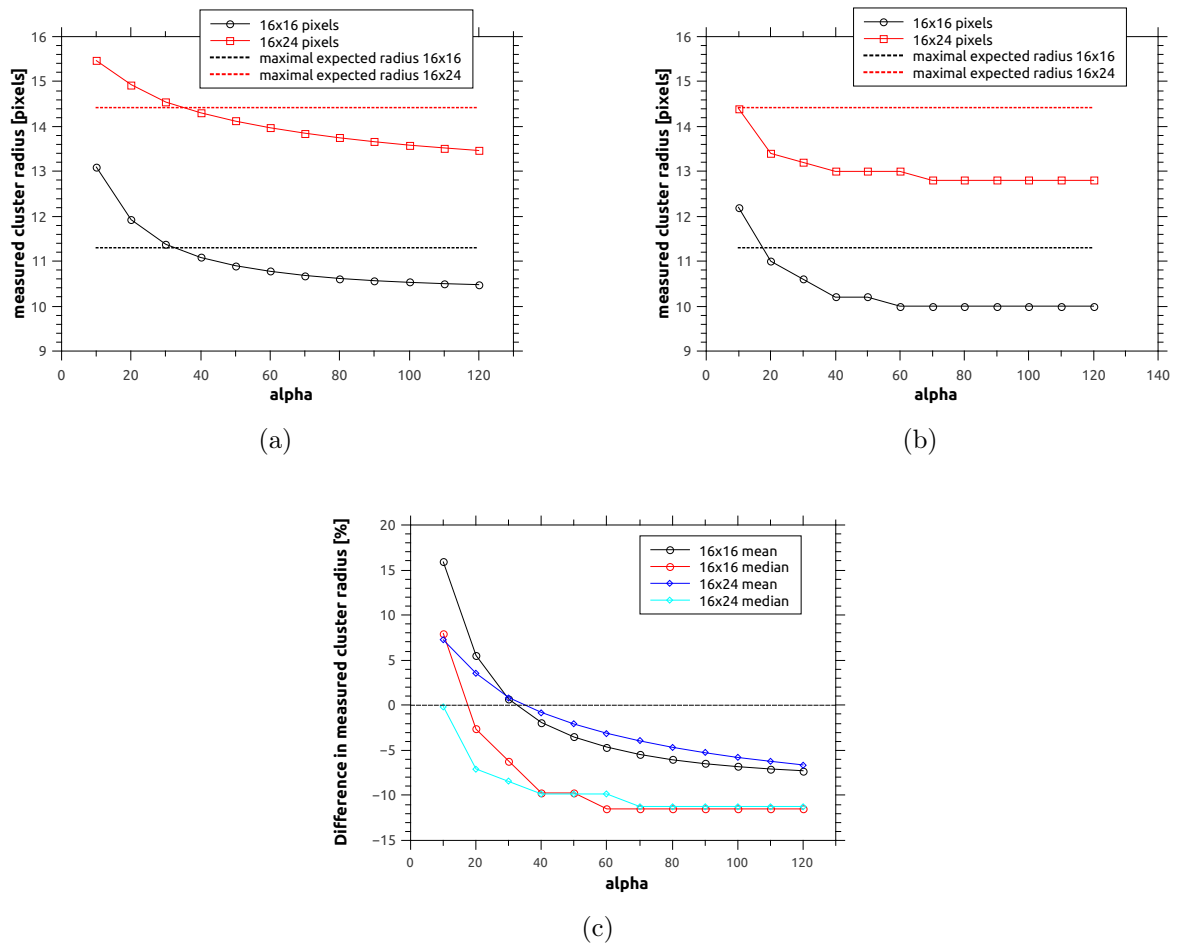 16x16 pixels
16x24 pixels
maximal expected radius 16x16
maximal expected radius 16x24
measured cluster radius [pixels]
16
15
14
13
12
11
10
9
0 20 40 60 80 100 120
alpha
(a)
16x16 pixels
16x24 pixels
maximal expected radius 16x16
maximal expected radius 16x24
measured cluster radius [pixels]
16
15
14
13
12
11
10
9
0 20 40 60 80 100 120 140
alpha
(b)
Difference in measured cluster radius [%]
20
15
10
5
0
−5
−10
−15
16x16 mean
16x16 median
16x24 mean
16x24 median
0 20 40 60 80 100 120
alpha
(c)